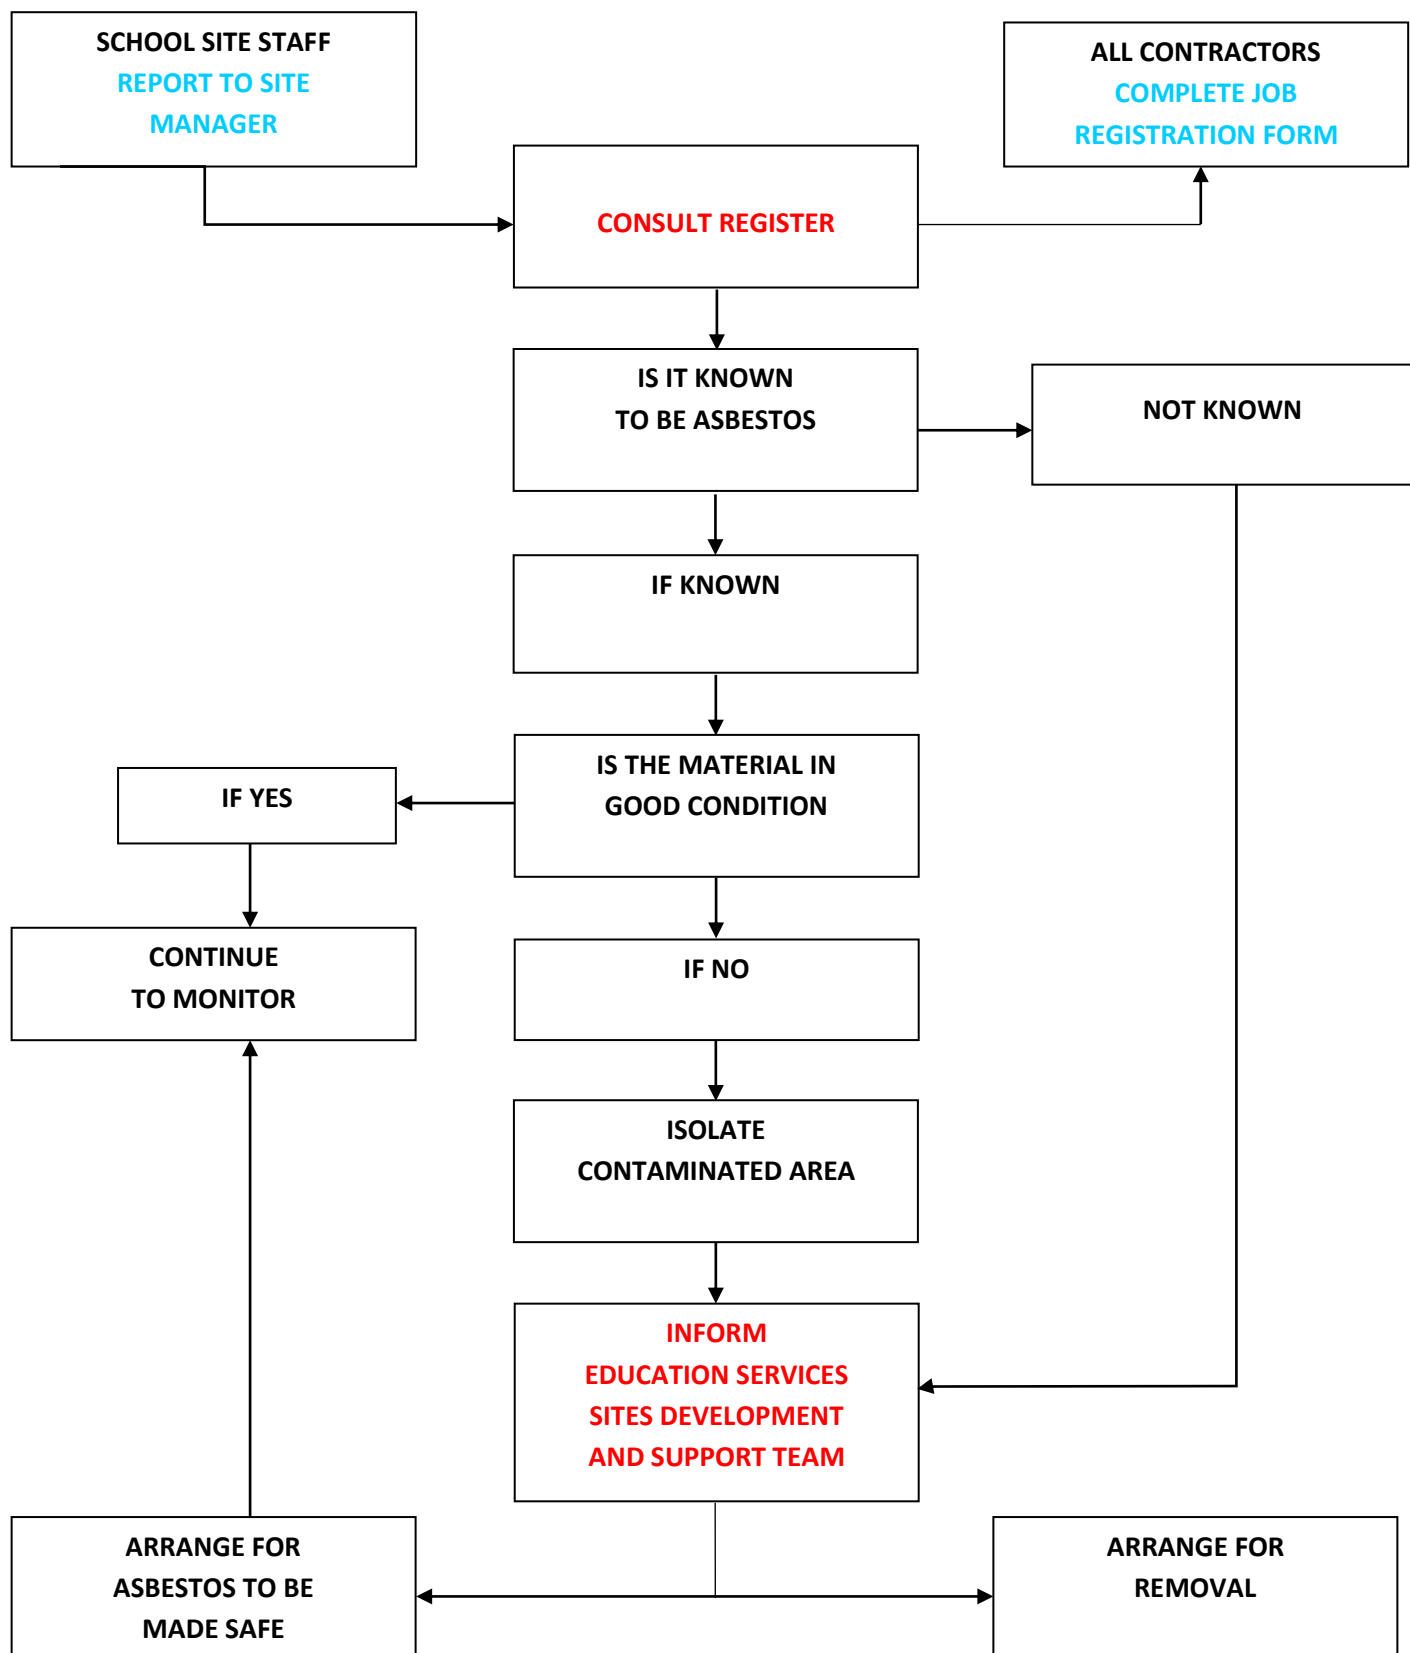 SCHOOL SITE STAFF
REPORT TO SITE
MANAGER
ALL CONTRACTORS
COMPLETE JOB
REGISTRATION FORM
CONSULT REGISTER
IS IT KNOWN
TO BE ASBESTOS
NOT KNOWN
IF KNOWN
IS THE MATERIAL IN
GOOD CONDITION
IF YES
CONTINUE
TO MONITOR
IF NO
ISOLATE
CONTAMINATED AREA
INFORM
EDUCATION SERVICES
SITES DEVELOPMENT
AND SUPPORT TEAM
ARRANGE FOR
ASBESTOS TO BE
MADE SAFE
ARRANGE FOR
REMOVAL